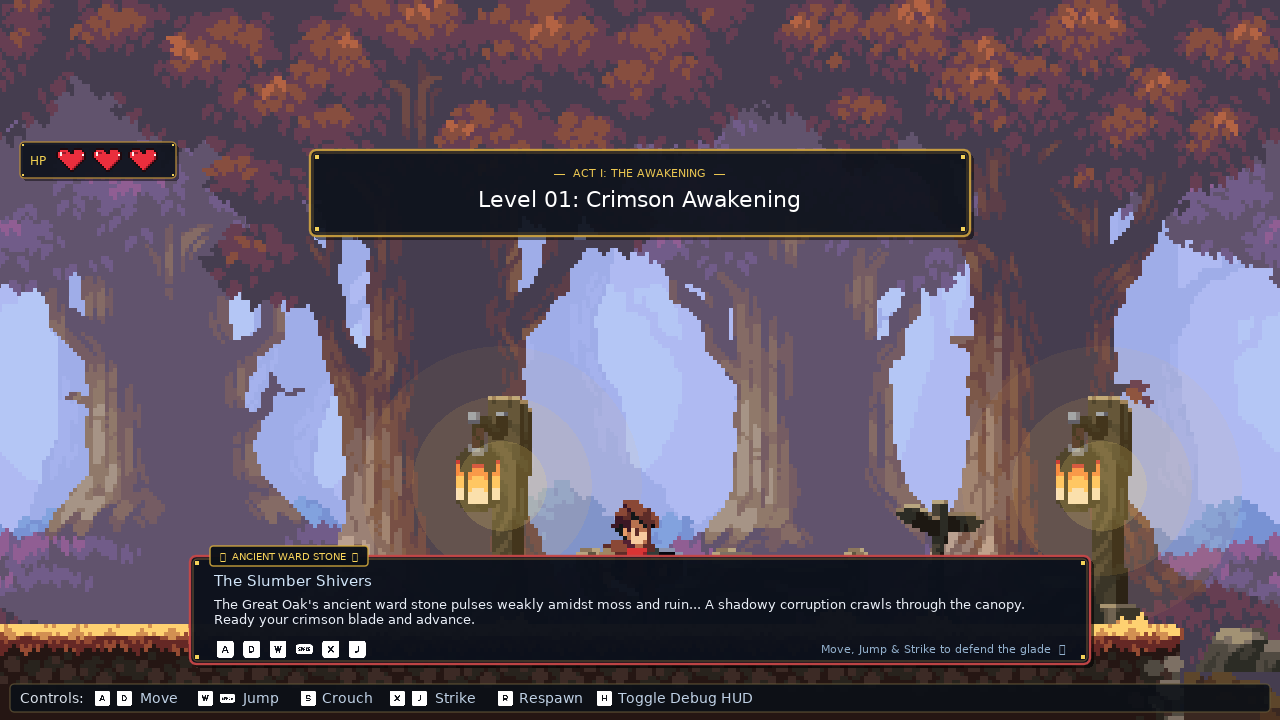 HP
— ACT I: THE AWAKENING —
Level 01: Crimson Awakening
ANCIENT WARD STONE
The Slumber Shivers
The Great Oak's ancient ward stone pulses weakly amidst moss and ruin... A shadowy corruption crawls through the canopy.
Ready your crimson blade and advance.
A D W SPACE X J Move, Jump & Strike to defend the glade
Controls: A D Move W SPACE Jump S Crouch X J Strike R Respawn H Toggle Debug HUD